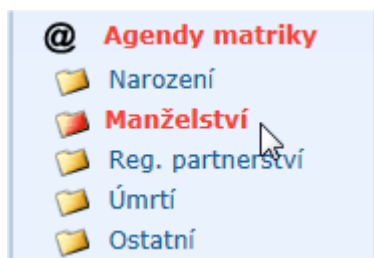 @ Agendy matriky
Narození
Manželství
Reg. partnerství
Úmrtí
Ostatní